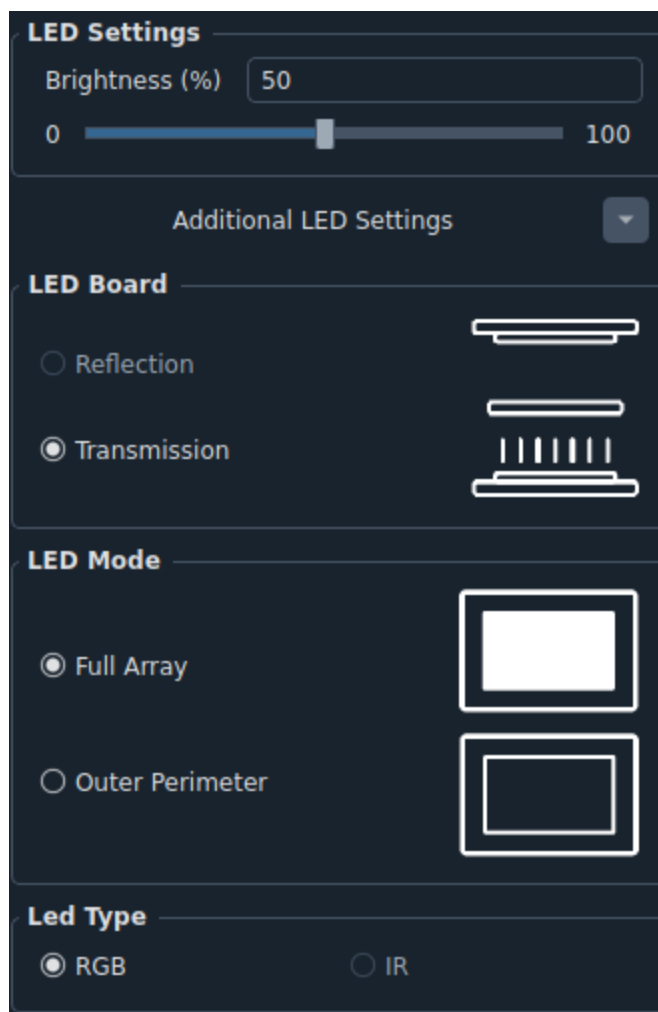 LED Settings
Brightness (%) 50
0 100
Additional LED Settings
LED Board
Reflection
Transmission
LED Mode
Full Array
Outer Perimeter
Led Type
RGB IR